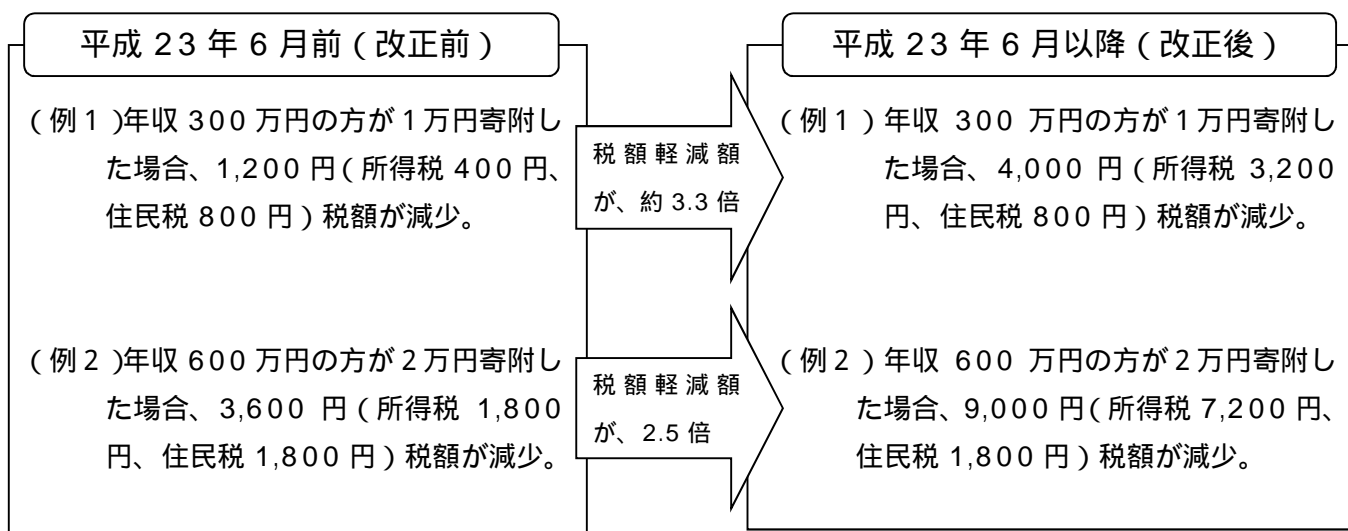 平成 23 年 6 月前（改正前）
（例１）年収 300 万円の方が１万円寄附し
た場合、1,200 円（所得税 400 円、
住民税 800 円）税額が減少。
（例２）年収 600 万円の方が２万円寄附し
た場合、3,600 円（所得税 1,800
円、住民税 1,800 円）税額が減少。
税額軽減額
が、約 3.3 倍
税額軽減額
が、2.5 倍
平成 23 年 6 月以降（改正後）
（例１）年収 300 万円の方が１万円寄附し
た場合、4,000 円（所得税 3,200
円、住民税 800 円）税額が減少。
（例２）年収 600 万円の方が２万円寄附し
た場合、9,000 円（所得税 7,200 円、
住民税 1,800 円）税額が減少。